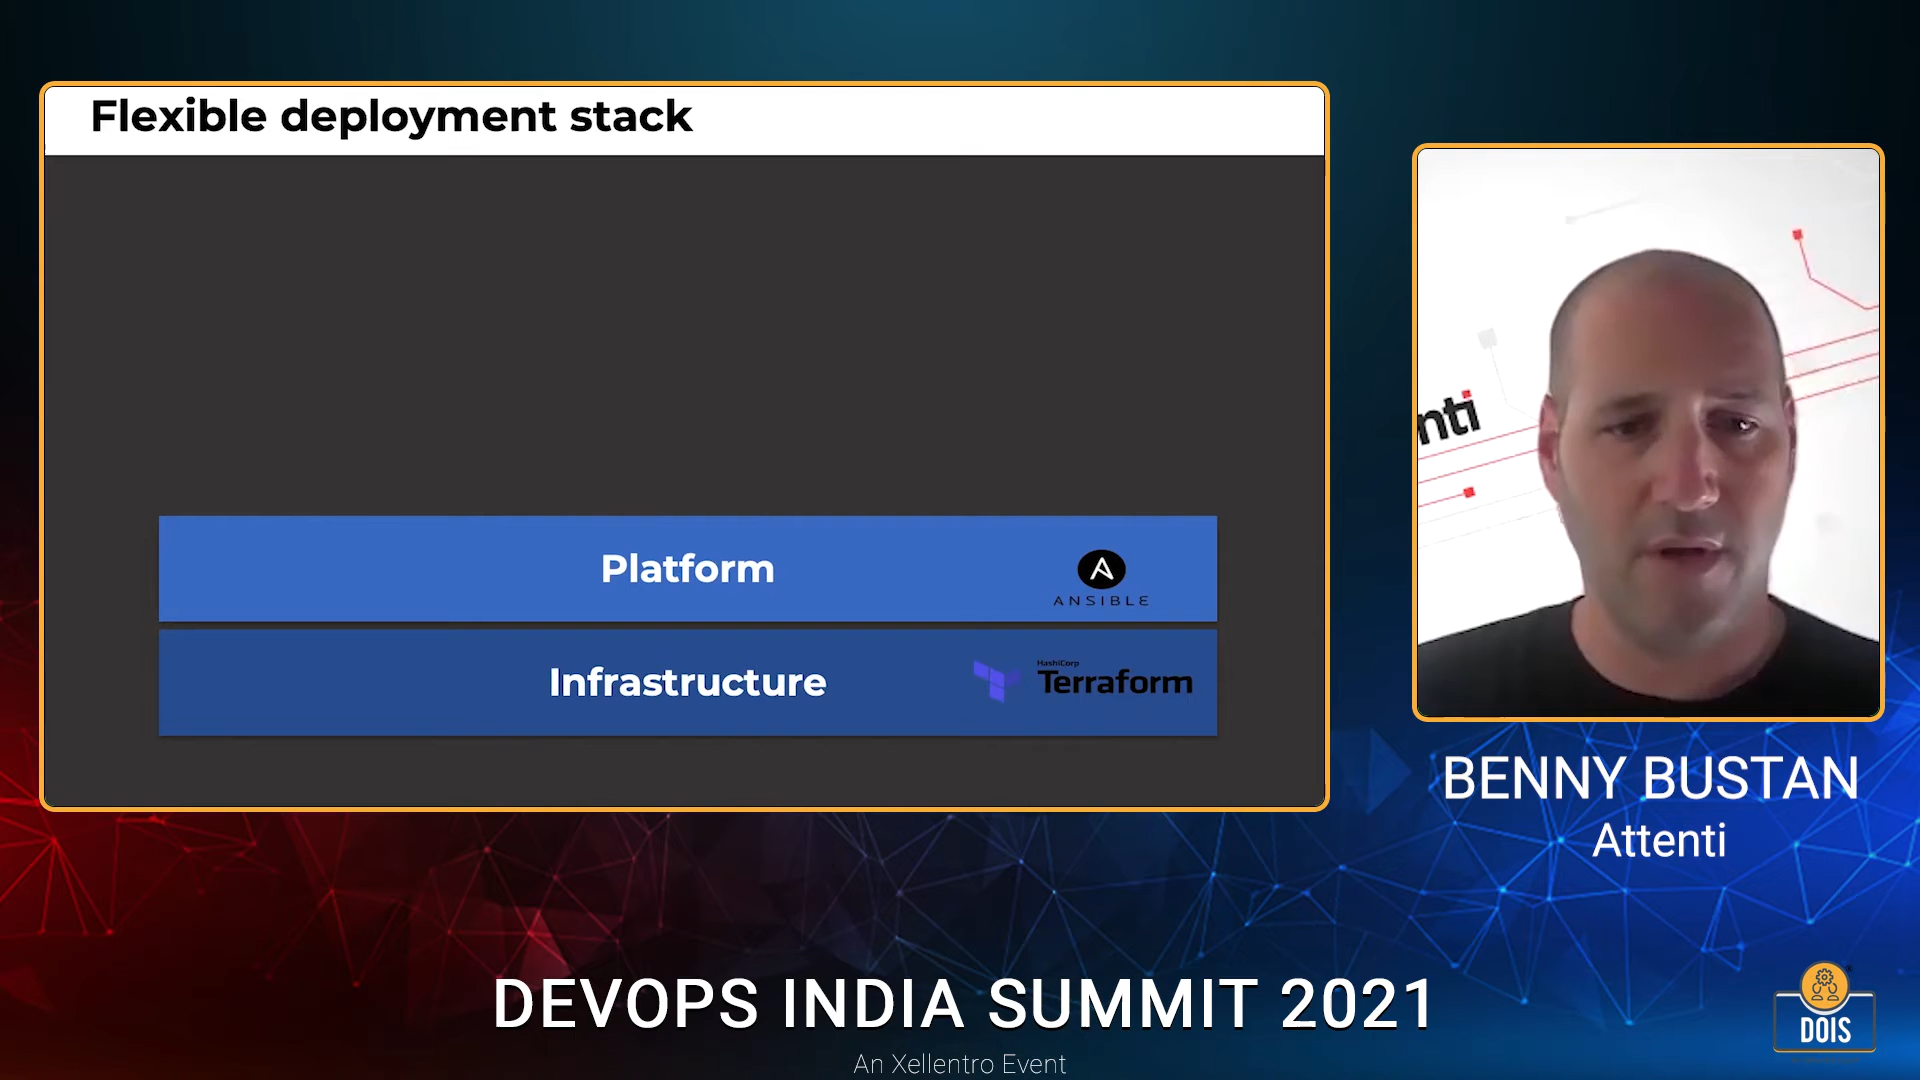 Flexible deployment stack
Platform
ANSIBLE
Infrastructure
HashiCorp
Terraform
nti
BENNY BUSTAN
Attenti
DEVOPS INDIA SUMMIT 2021
An Xellentro Event
DOIS